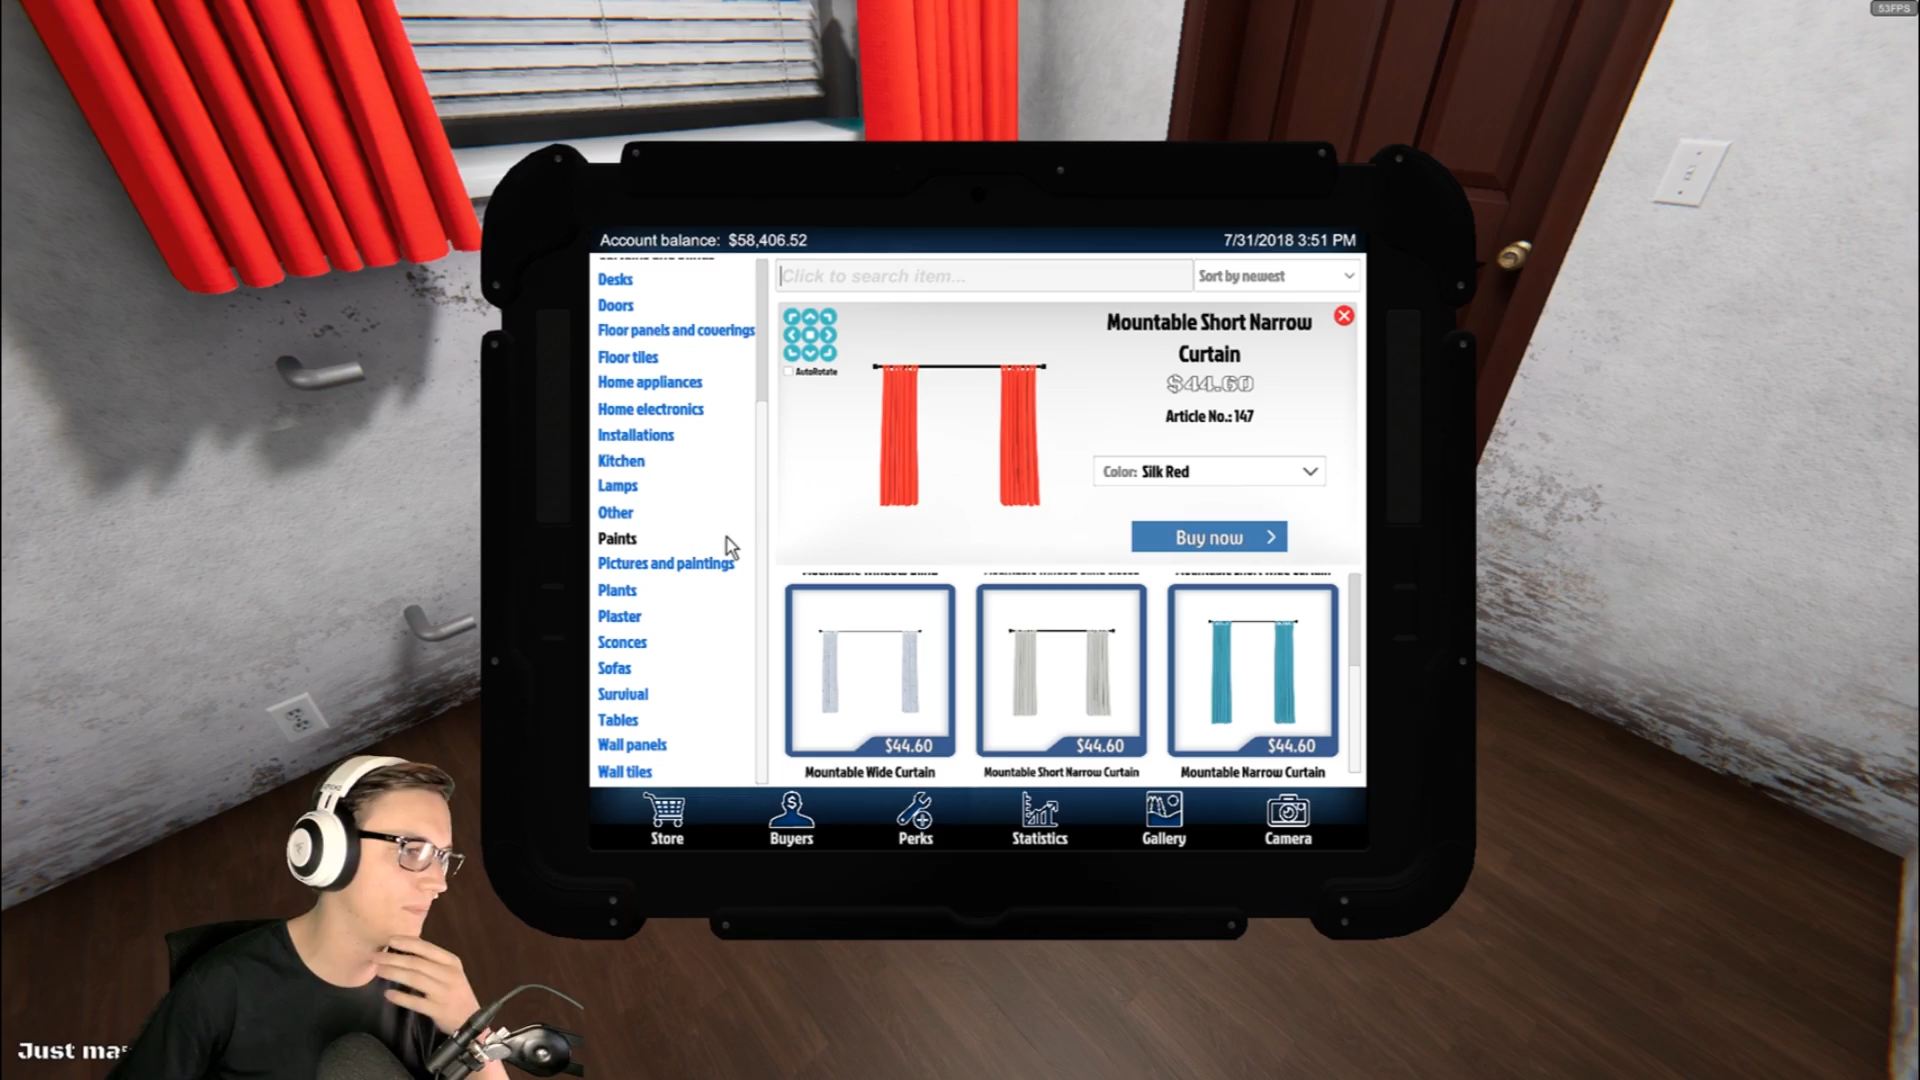 53FPS
Account balance: $58,406.52
7/31/2018 3:51 PM
Desks
Doors
Floor panels and coverings
Floor tiles
Home appliances
Home electronics
Installations
Kitchen
Lamps
Other
Paints
Pictures and paintings
Plants
Plaster
Sconces
Sofas
Survival
Tables
Wall panels
Wall tiles
Click to search item...
Sort by newest
AutoRotate
Mountable Short Narrow
Curtain
$44.60
Article No.: 147
Color: Silk Red
Buy now
$44.60
$44.60
$44.60
Mountable Wide Curtain
Mountable Short Narrow Curtain
Mountable Narrow Curtain
Store
Buyers
Perks
Statistics
Gallery
Camera
Just